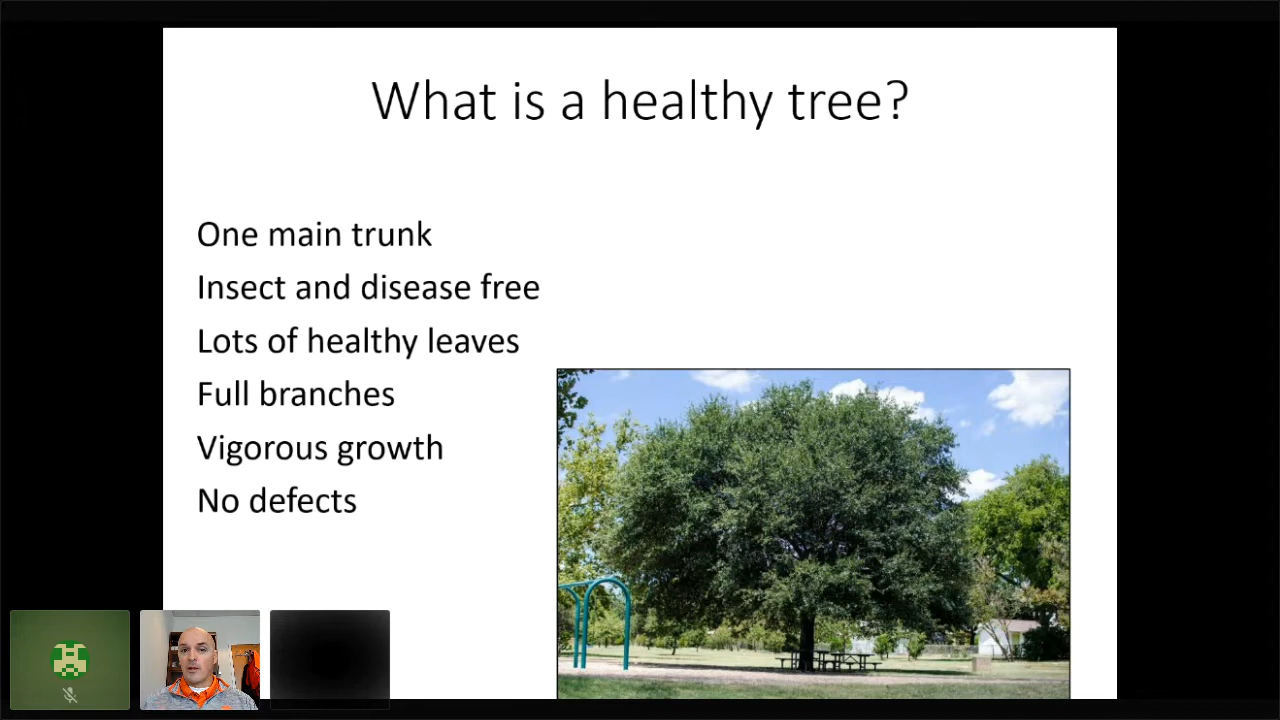 What is a healthy tree?
One main trunk
Insect and disease free
Lots of healthy leaves
Full branches
Vigorous growth
No defects